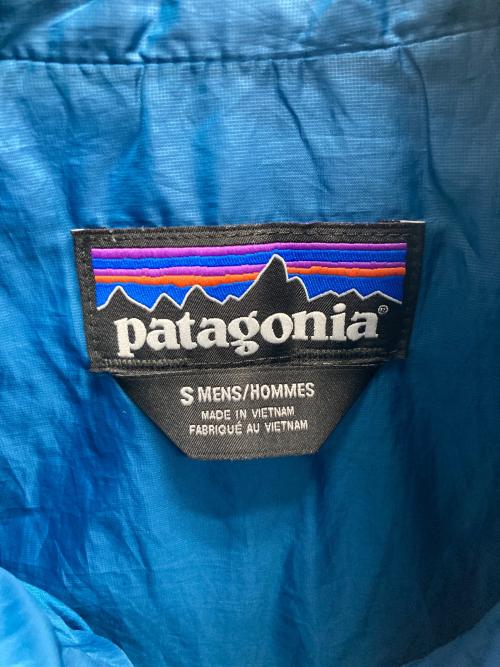 patagonia®
S MENS/HOMMES
MADE IN VIETNAM
FABRIQUÉ AU VIETNAM